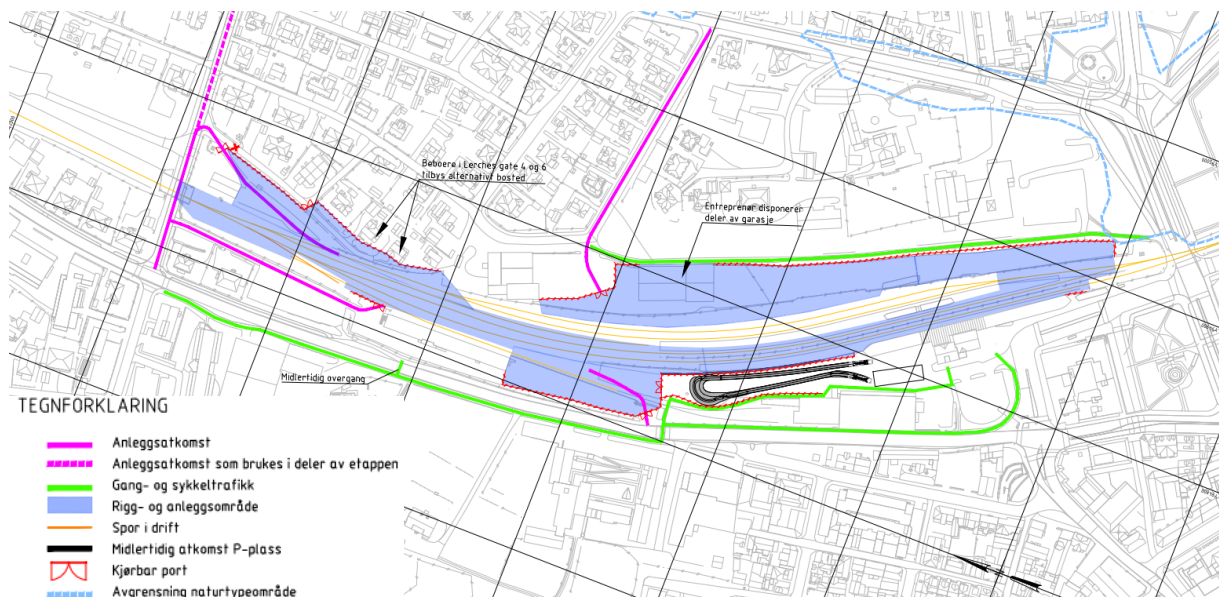 Beboere i Lerches gate 4 og 6
tilbys alternativt bosted
Entreprenør disponerer
deler av garasje
Midlertidig overgang
TEGNFORKLARING
Anleggsatkomst
Anleggsatkomst som brukes i deler av etappen
Gang- og sykkeltrafikk
Rigg- og anleggsområde
Spor i drift
Midlertidig atkomst P-plass
Kjørbar port
Avgrensning naturtypeområde